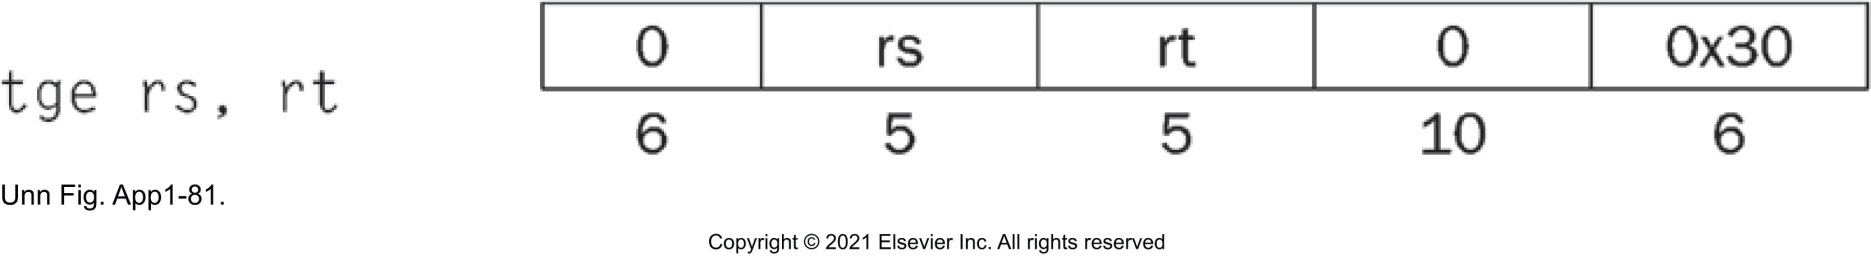 0 rs rt 0 0x30
tge rs, rt
6 5 5 10 6
Unn Fig. App1-81.
Copyright © 2021 Elsevier Inc. All rights reserved